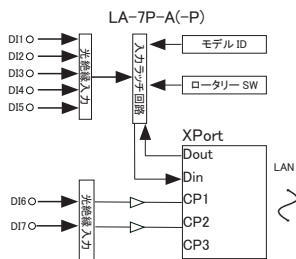 LA-7P-A(-P)
DI1
DI2
DI3
DI4
DI5
光絶縁入力
入力ラッチ回路
モデル ID
ロータリー SW
XPort
Dout
Din
CP1
CP2
CP3
LAN
DI6
DI7
光絶縁入力